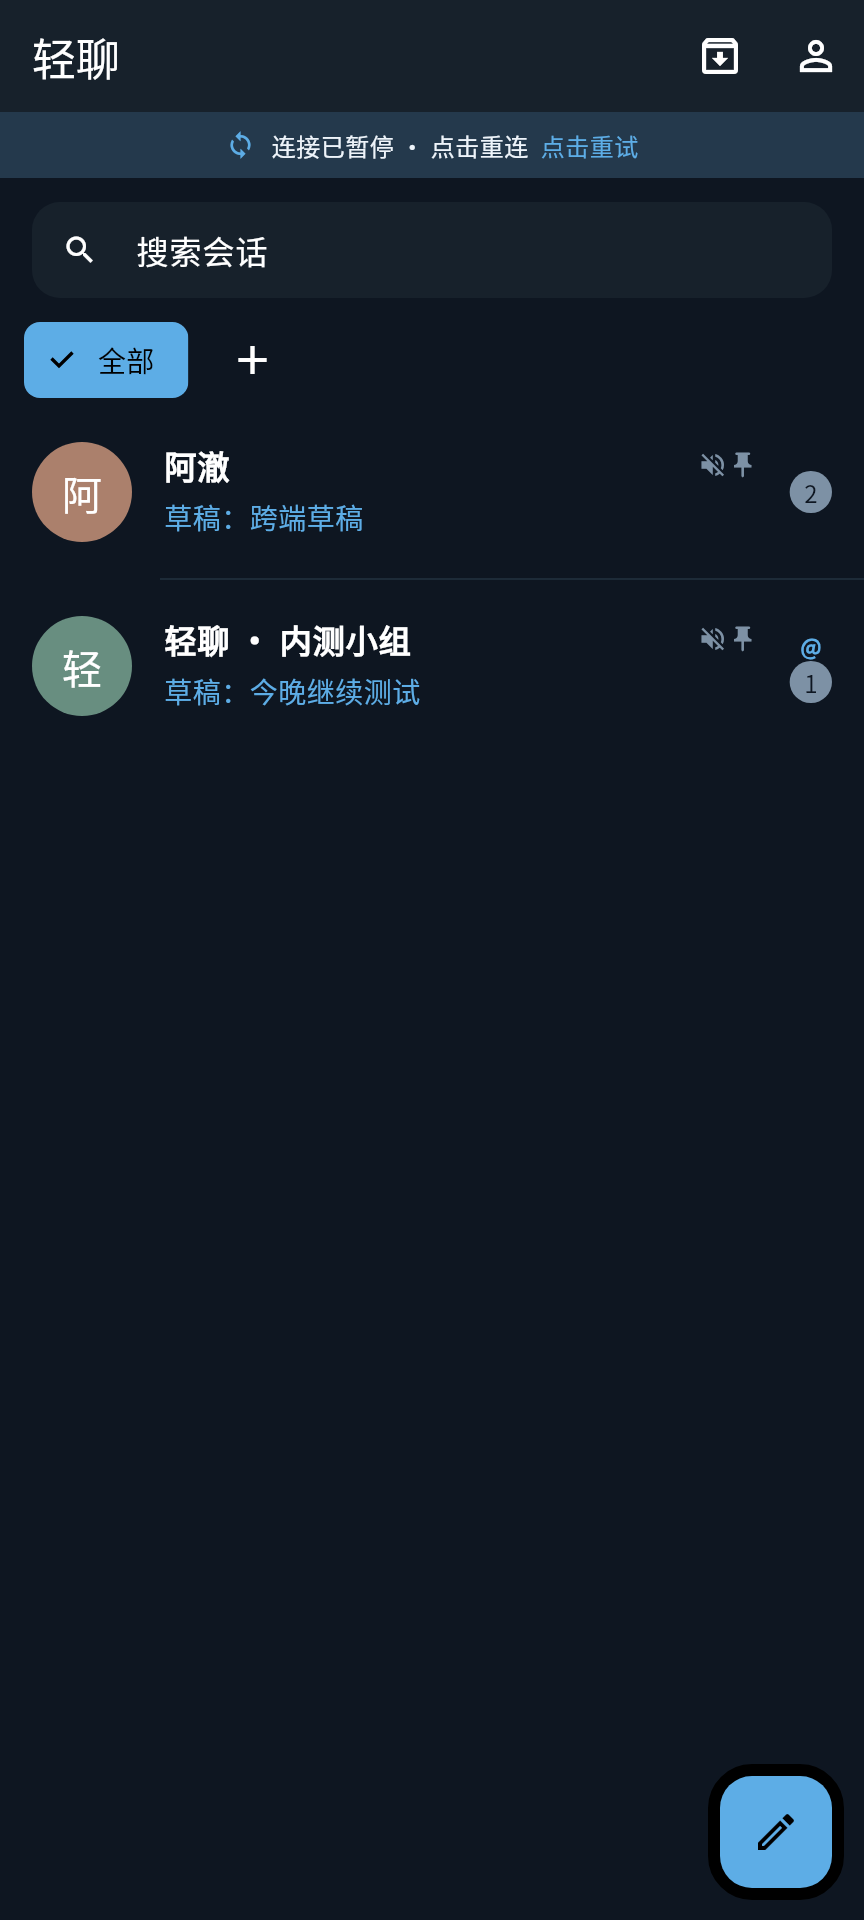 轻聊
连接已暂停 · 点击重连 点击重试
搜索会话
全部
阿
阿澈
2
草稿：跨端草稿
轻
轻聊 · 内测小组
@
1
草稿：今晚继续测试